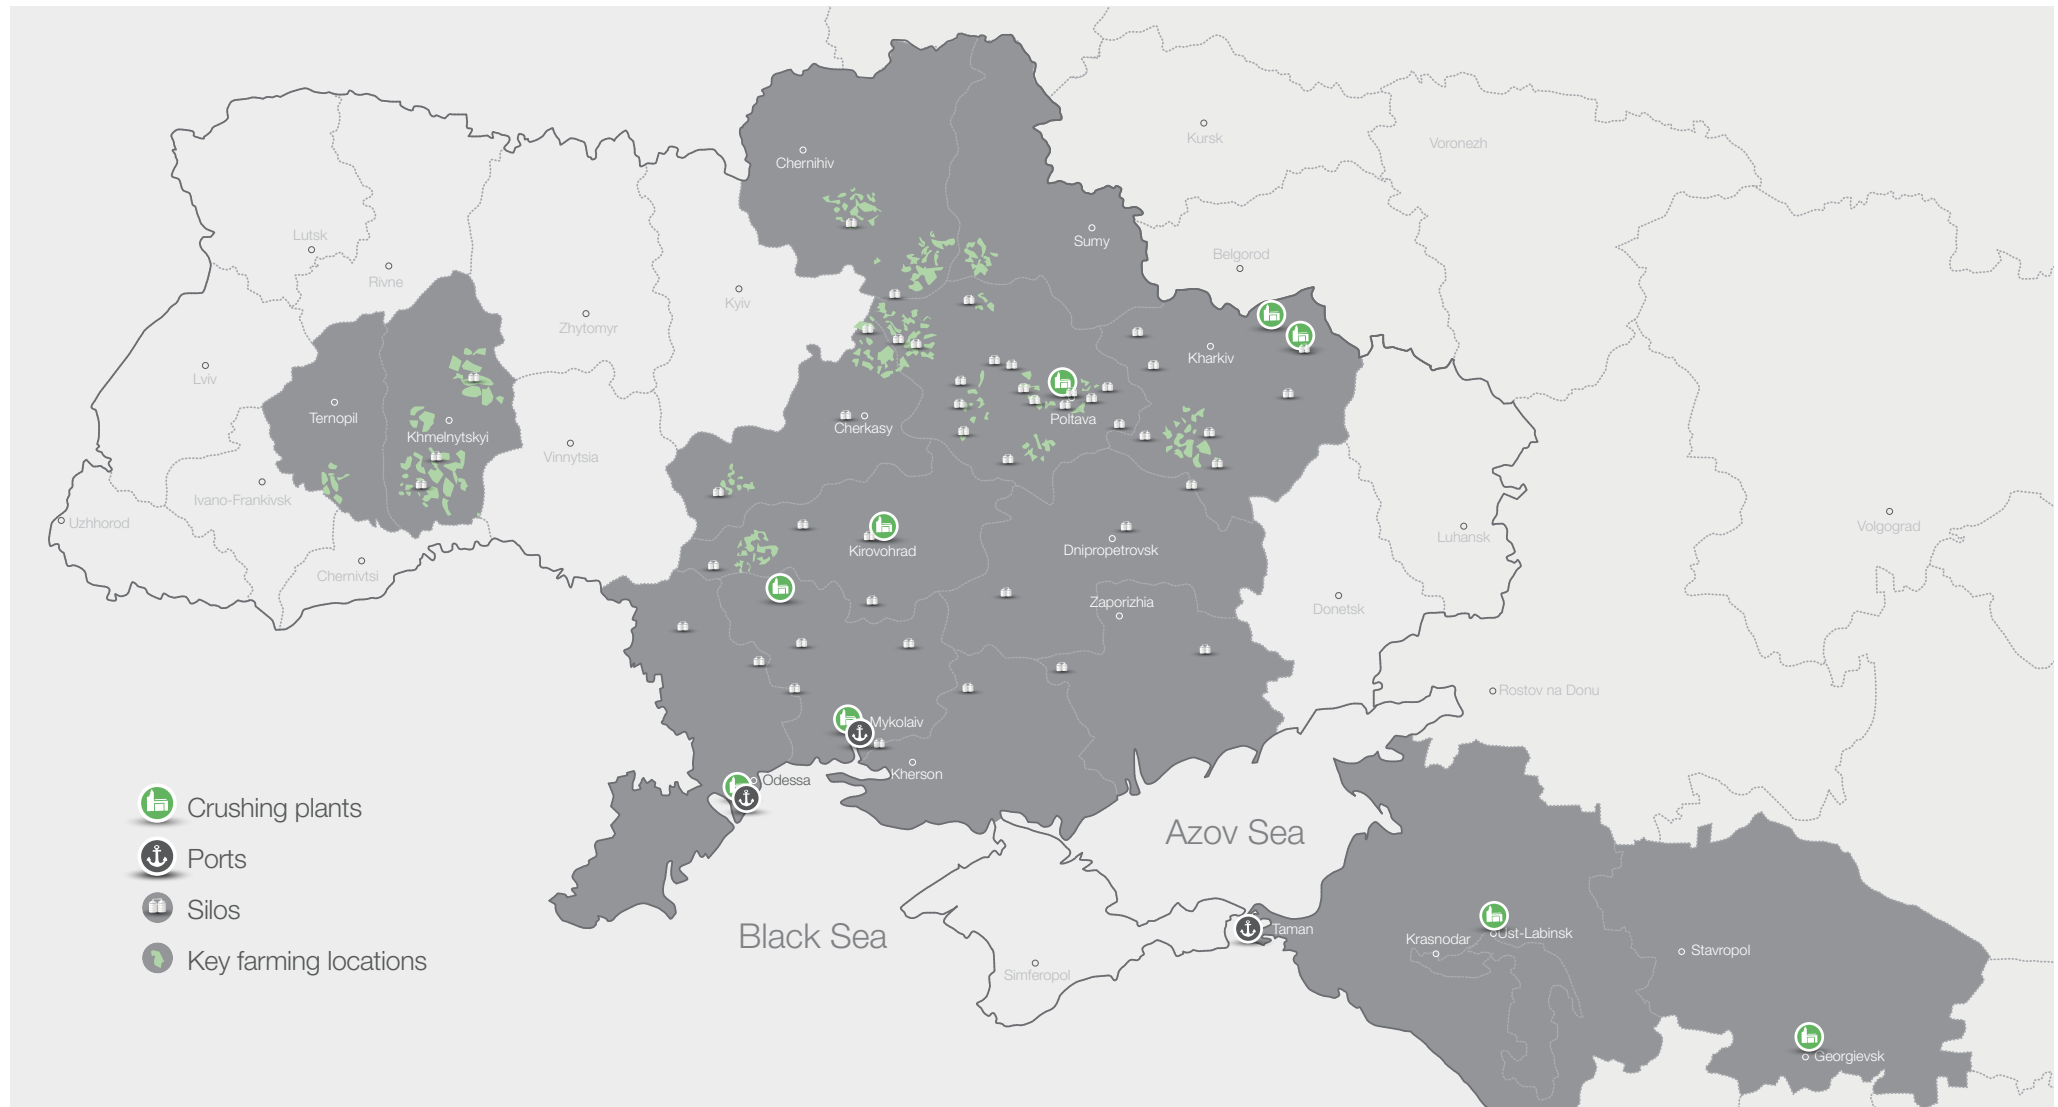 Kursk
Voronezh
Chernihiv
Lutsk
Sumy
Belgorod
Rivne
Kyiv
Zhytomyr
Kharkiv
Lviv
Ternopil
Khmelnytskyi
Cherkasy
Poltava
Vinnytsia
Ivano-Frankivsk
Uzhhorod
Volgograd
Luhansk
Kirovohrad
Dnipropetrovsk
Chernivtsi
Zaporizhia
Donetsk
Rostov na Donu
Mykolaiv
Kherson
Odessa
Crushing plants
Ports
Silos
Key farming locations
Azov Sea
Black Sea
Taman
Simferopol
Krasnodar
Ust-Labinsk
Stavropol
Georgievsk